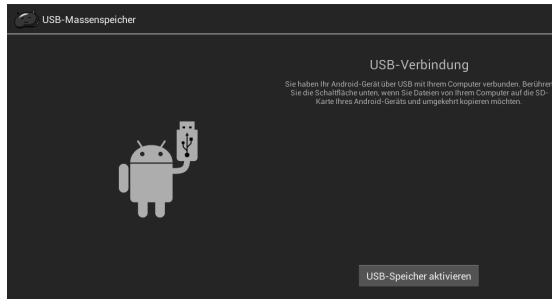 USB-Massenspeicher
USB-Verbindung
Sie haben Ihr Android-Gerät über USB mit Ihrem Computer verbunden. Berühren
Sie die Schaltfläche unten, wenn Sie Dateien von Ihrem Computer auf die SD-
Karte Ihres Android-Geräts und umgekehrt kopieren möchten.
USB-Speicher aktivieren